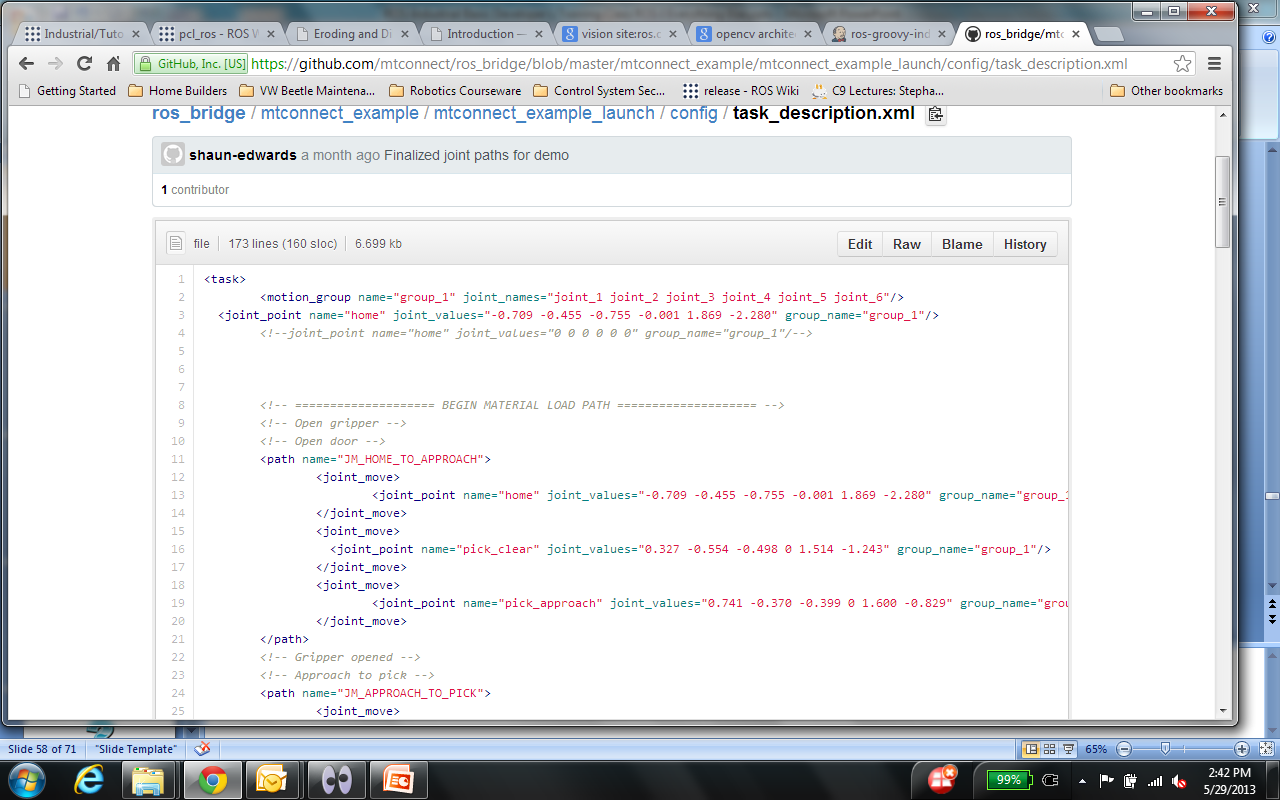 Industrial/Tuto
pcl_ros - ROS W
Eroding and Di
Introduction —
vision site:ros.c
opencv archite
ros-groovy-ind
ros_bridge/mtc
GitHub, Inc. [US]
https://github.com/mtconnect/ros_bridge/blob/master/mtconnect_example/mtconnect_example_launch/config/task_description.xml
Getting Started
Home Builders
VW Beetle Maintena...
Robotics Courseware
Control System Sec...
release - ROS Wiki
C9 Lectures: Stepha...
Other bookmarks
ros_bridge / mtconnect_example / mtconnect_example_launch / config / task_description.xml
shaun-edwards a month ago Finalized joint paths for demo
1 contributor
file 173 lines (160 sloc) 6.699 kb
Edit Raw Blame History
1 <task>
2 <motion_group name="group_1" joint_names="joint_1 joint_2 joint_3 joint_4 joint_5 joint_6"/>
3 <joint_point name="home" joint_values="-0.709 -0.455 -0.755 -0.001 1.869 -2.280" group_name="group_1"/>
4 <!--joint_point name="home" joint_values="0 0 0 0 0 0" group_name="group_1"/-->
5
6
7
8 <!-- ==================== BEGIN MATERIAL LOAD PATH ==================== -->
9 <!-- Open gripper -->
10 <!-- Open door -->
11 <path name="JM_HOME_TO_APPROACH">
12 <joint_move>
13 <joint_point name="home" joint_values="-0.709 -0.455 -0.755 -0.001 1.869 -2.280" group_name="group_1
14 </joint_move>
15 <joint_move>
16 <joint_point name="pick_clear" joint_values="0.327 -0.554 -0.498 0 1.514 -1.243" group_name="group_1"/>
17 </joint_move>
18 <joint_move>
19 <joint_point name="pick_approach" joint_values="0.741 -0.370 -0.399 0 1.600 -0.829" group_name="grou
20 </joint_move>
21 </path>
22 <!-- Gripper opened -->
23 <!-- Approach to pick -->
24 <path name="JM_APPROACH_TO_PICK">
25 <joint_move>
Slide 58 of 71
"Slide Template"
65%
99%
2:42 PM
5/29/2013